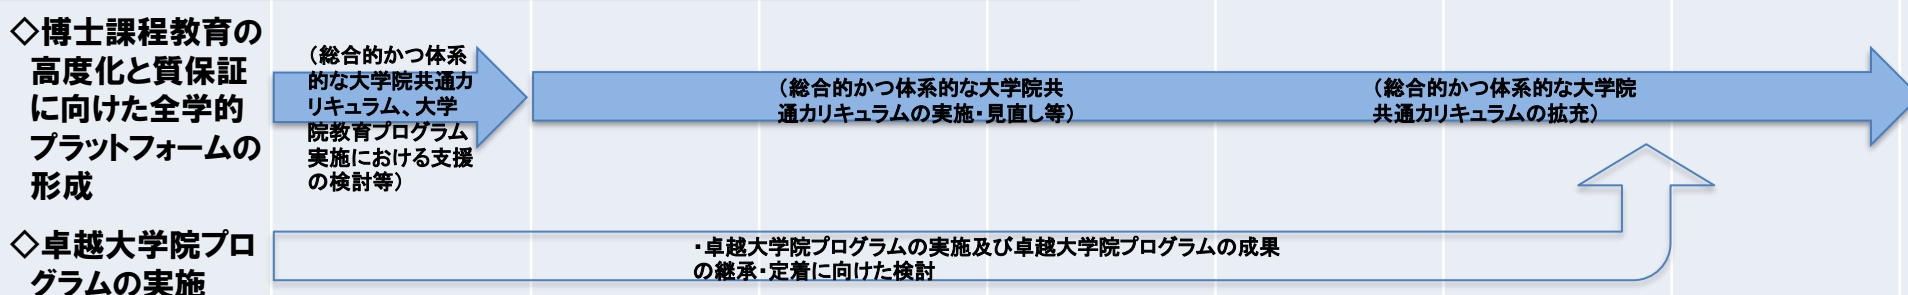 ◇博士課程教育の
高度化と質保証
に向けた全学的
プラットフォームの
形成
（総合的かつ体系
的な大学院共通カ
リキュラム、大学
院教育プログラム
実施における支援
の検討等）
（総合的かつ体系的な大学院共
通カリキュラムの実施・見直し等）
（総合的かつ体系的な大学院
共通カリキュラムの拡充）
◇卓越大学院プロ
グラムの実施
・卓越大学院プログラムの実施及び卓越大学院プログラムの成果
の継承・定着に向けた検討